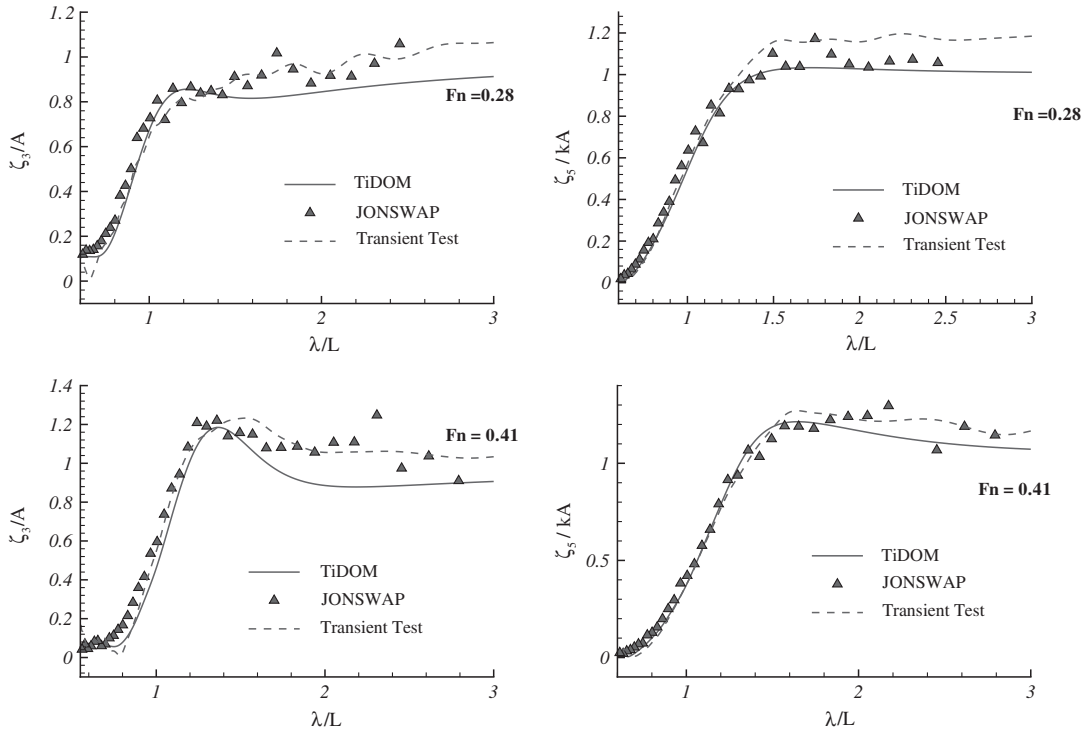 1.2
1
0.8
0.6
0.4
0.2
0
ζ3/A
Fn =0.28
TiDOM
JONSWAP
Transient Test
1
2
3
λ/L
1.2
1
0.8
0.6
0.4
0.2
0
ζ5 / kA
Fn =0.28
TiDOM
JONSWAP
Transient Test
1
1.5
2
2.5
3
λ/L
1.4
1.2
1
0.8
0.6
0.4
0.2
0
ζ3/A
Fn = 0.41
TiDOM
JONSWAP
Transient Test
1
2
3
λ/L
1
0.5
0
ζ5 / kA
Fn = 0.41
TiDOM
JONSWAP
Transient Test
1
2
3
λ/L